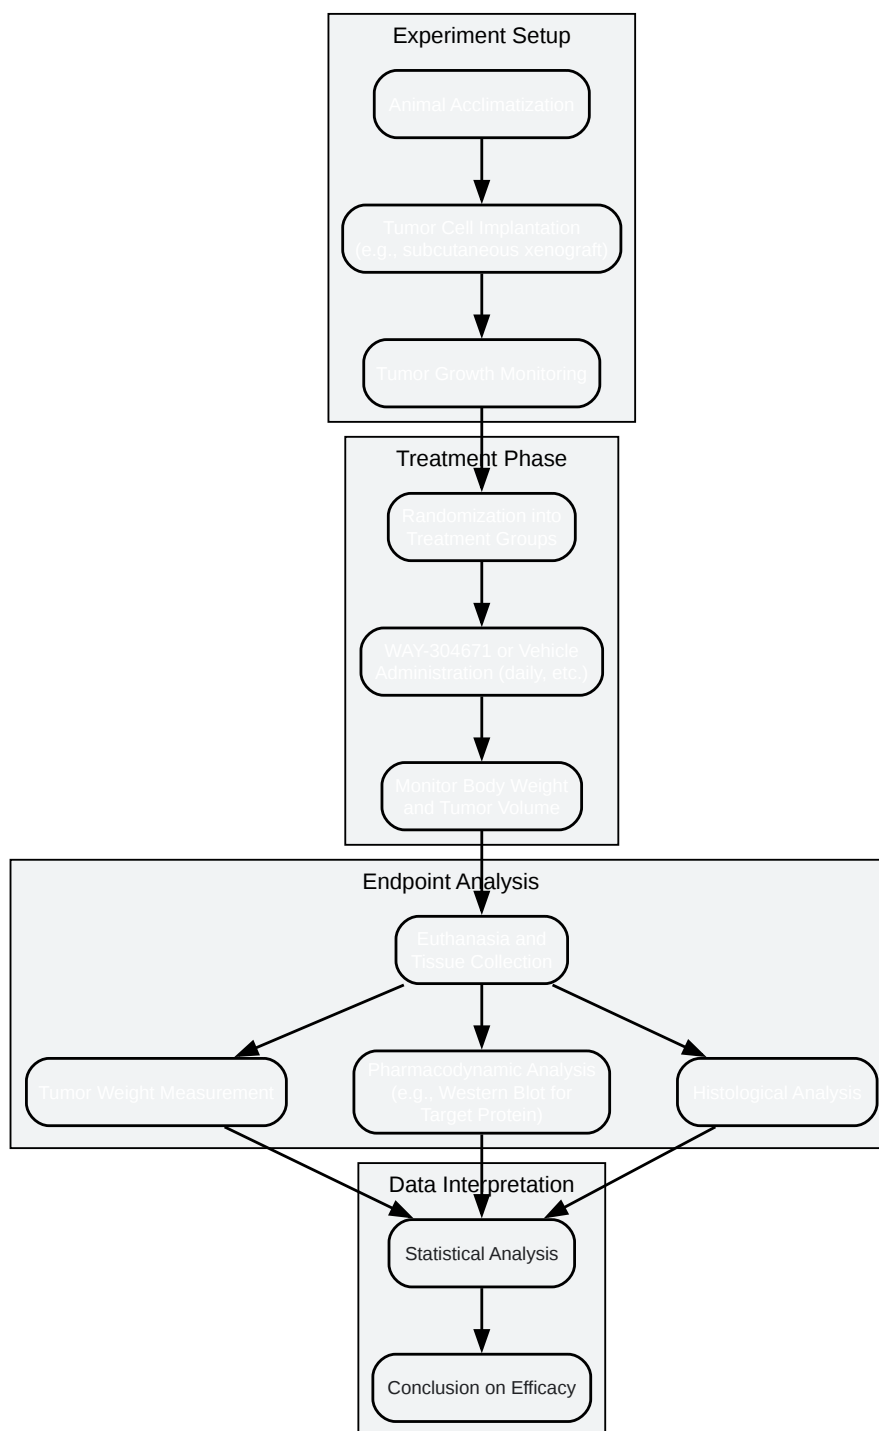 Experiment Setup
Animal Acclimatization
Tumor Cell Implantation
(e.g., subcutaneous xenograft)
Tumor Growth Monitoring
Treatment Phase
Randomization into
Treatment Groups
WAY-304671 or Vehicle
Administration (daily, etc.)
Monitor Body Weight
and Tumor Volume
Endpoint Analysis
Euthanasia and
Tissue Collection
Tumor Weight Measurement
Pharmacodynamic Analysis
(e.g., Western Blot for
Target Protein)
Histological Analysis
Data Interpretation
Statistical Analysis
Conclusion on Efficacy